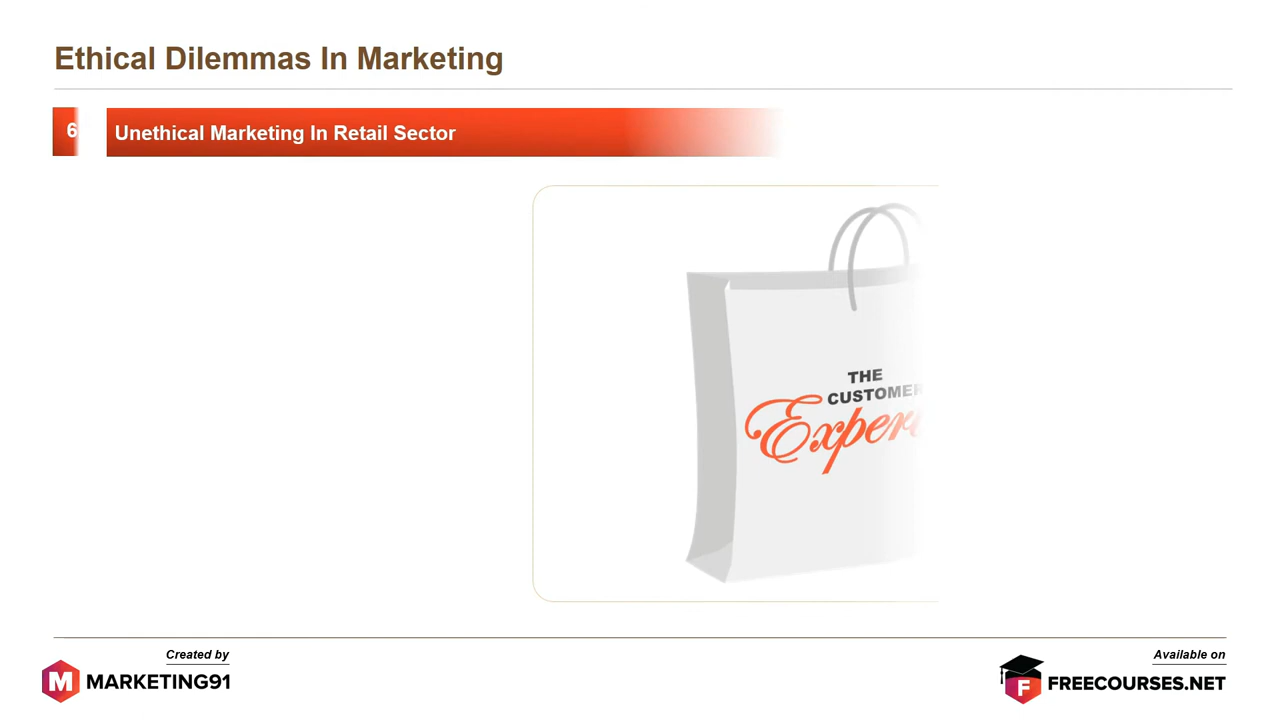 Ethical Dilemmas In Marketing
6
Unethical Marketing In Retail Sector
THE
CUSTOMER
Created by
M MARKETING91
Available on
F FREECOURSES.NET